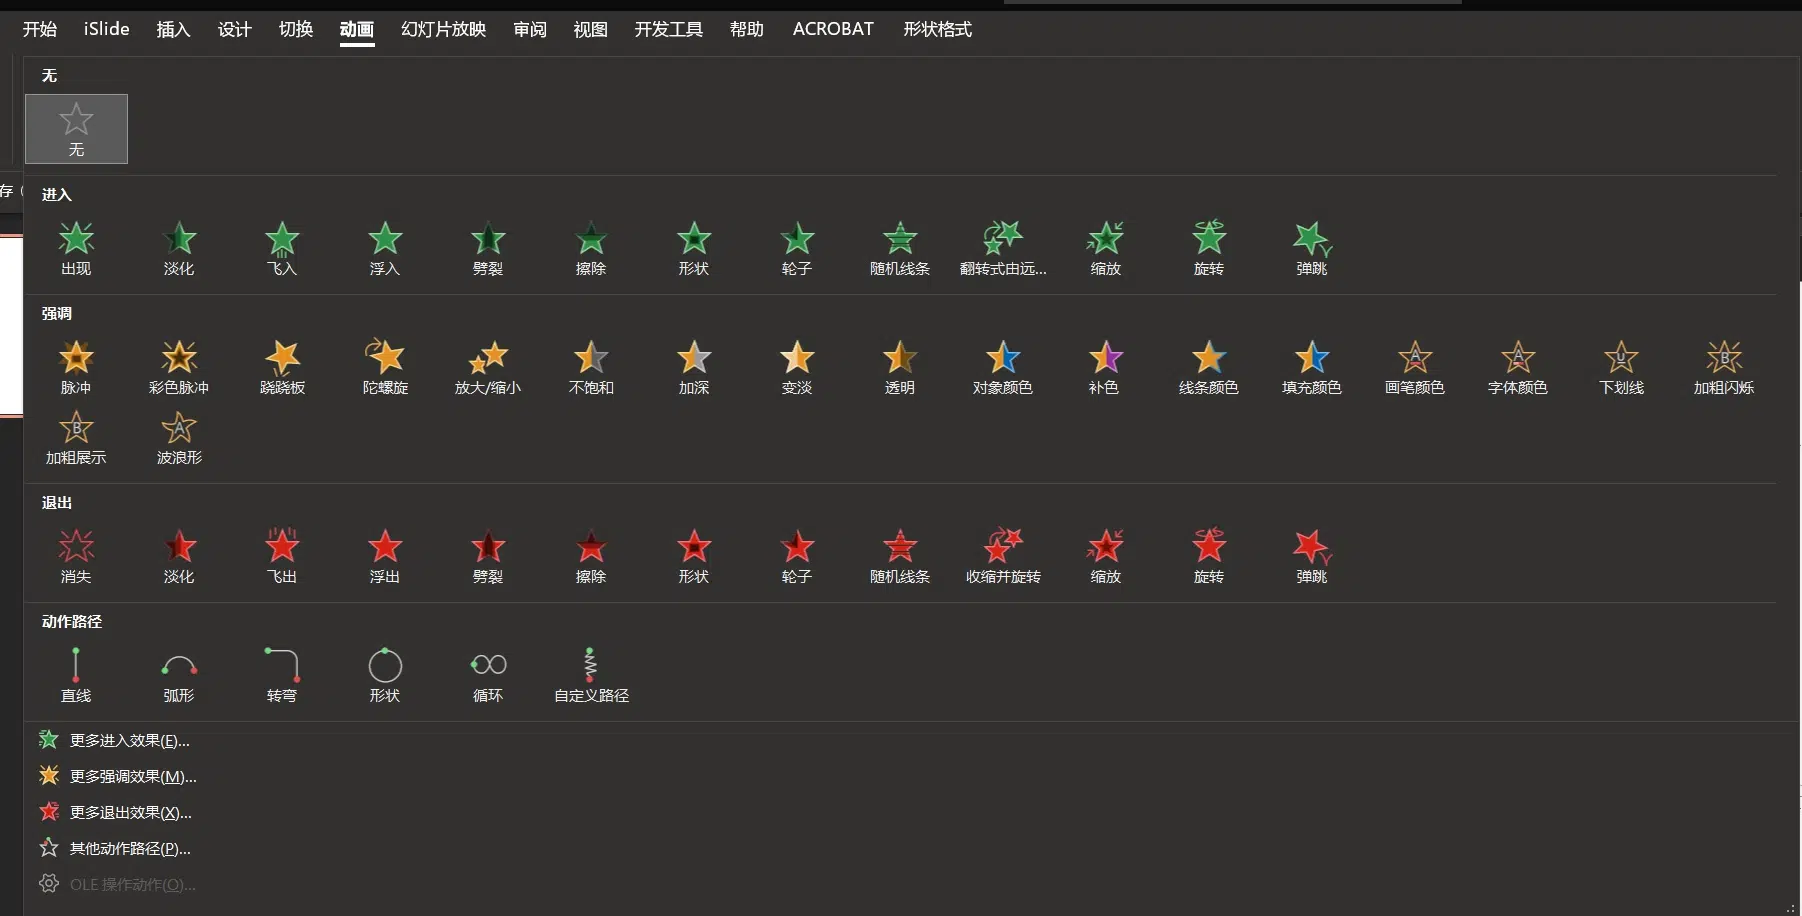 开始 iSlide 插入 设计 切换 动画 幻灯片放映 审阅 视图 开发工具 帮助 ACROBAT 形状格式
无
无
存
进入
出现 淡化 飞入 浮入 劈裂 擦除 形状 轮子 随机线条 翻转式由远... 缩放 旋转 弹跳
强调
脉冲 彩色脉冲 跷跷板 陀螺旋 放大/缩小 不饱和 加深 变淡 透明 对象颜色 补色 线条颜色 填充颜色 画笔颜色 字体颜色 下划线 加粗闪烁
加粗展示 波浪形
退出
消失 淡化 飞出 浮出 劈裂 擦除 形状 轮子 随机线条 收缩并旋转 缩放 旋转 弹跳
动作路径
直线 弧形 转弯 形状 循环 自定义路径
更多进入效果(E)...
更多强调效果(M)...
更多退出效果(X)...
其他动作路径(P)...
OLE 操作动作(O)...